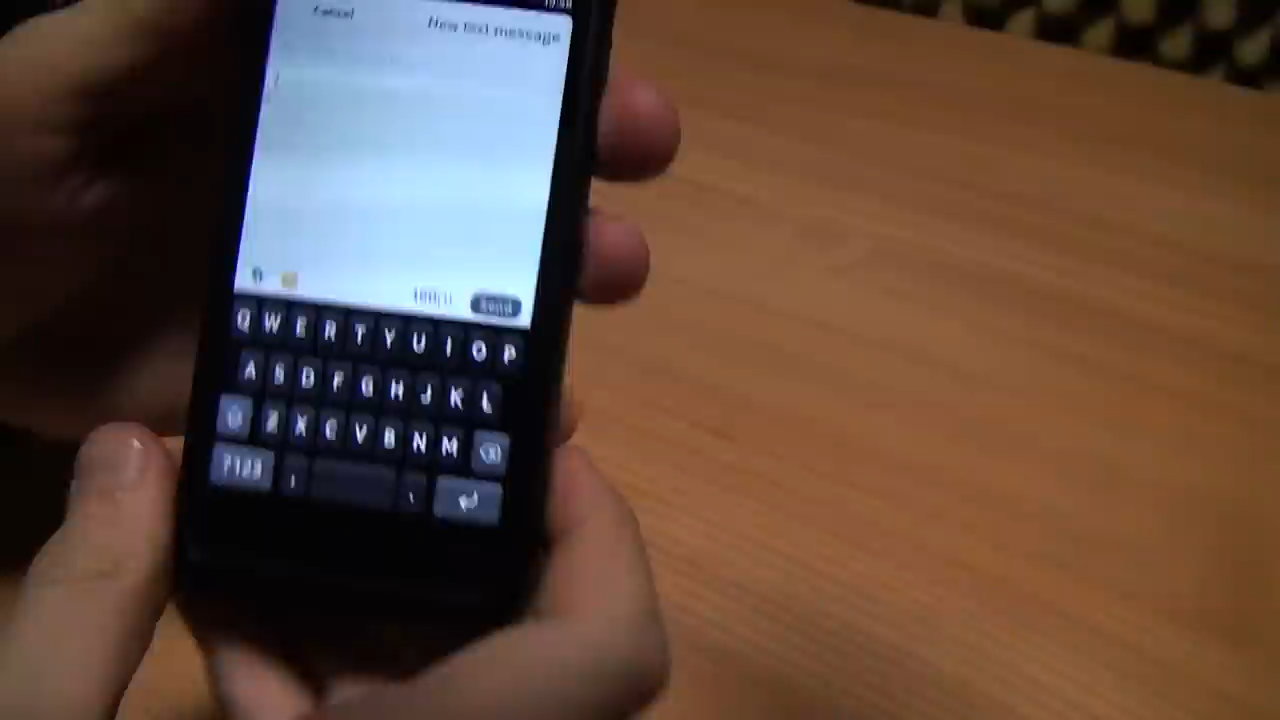 Cancel New text message
Send
Q W E R T Y U I O P
A S D F G H J K L
Z X C V B N M
?123 ,